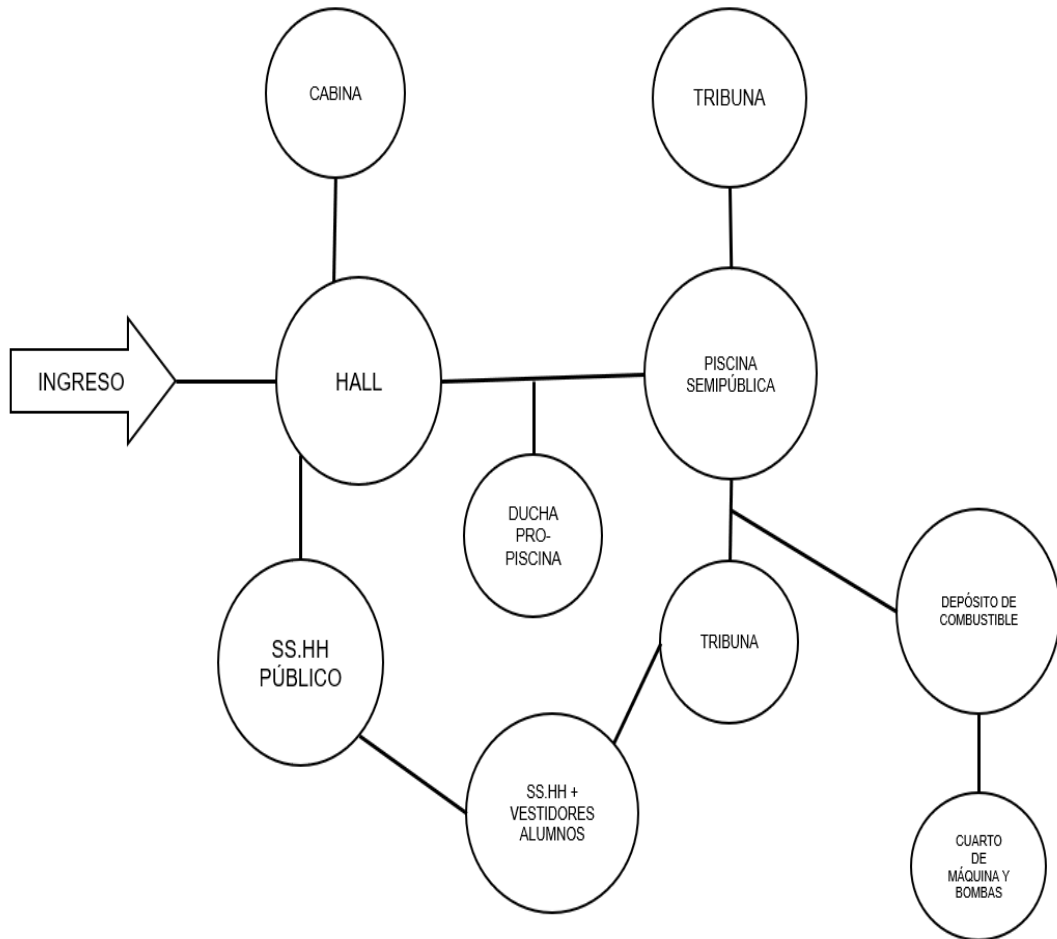 CABINA
TRIBUNA
INGRESO
HALL
PISCINA
SEMIPÚBLICA
DUCHA
PRO-
PISCINA
DEPÓSITO DE
COMBUSTIBLE
SS.HH
PÚBLICO
TRIBUNA
SS.HH +
VESTIDORES
ALUMNOS
CUARTO
DE
MÁQUINA Y
BOMBAS